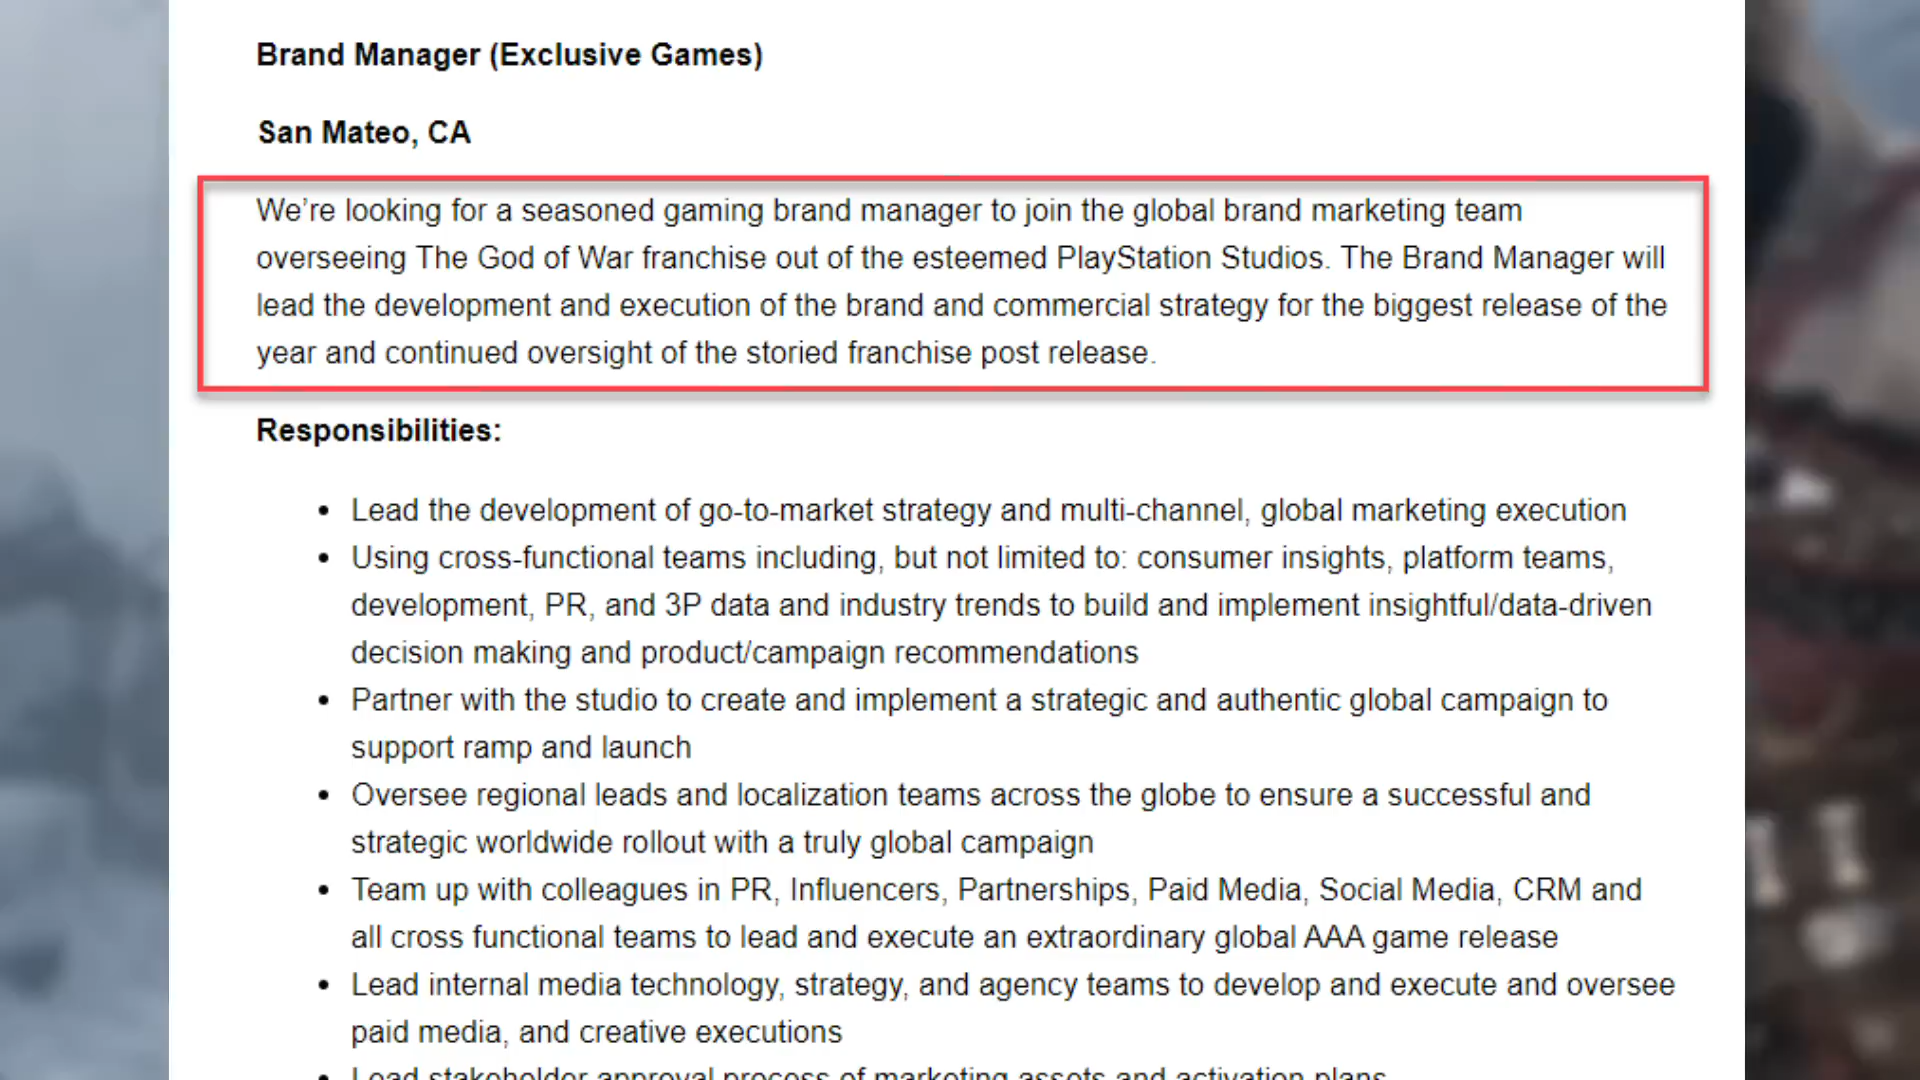 Brand Manager (Exclusive Games)
San Mateo, CA
We’re looking for a seasoned gaming brand manager to join the global brand marketing team
overseeing The God of War franchise out of the esteemed PlayStation Studios. The Brand Manager will
lead the development and execution of the brand and commercial strategy for the biggest release of the
year and continued oversight of the storied franchise post release.
Responsibilities:
• Lead the development of go-to-market strategy and multi-channel, global marketing execution
• Using cross-functional teams including, but not limited to: consumer insights, platform teams,
development, PR, and 3P data and industry trends to build and implement insightful/data-driven
decision making and product/campaign recommendations
• Partner with the studio to create and implement a strategic and authentic global campaign to
support ramp and launch
• Oversee regional leads and localization teams across the globe to ensure a successful and
strategic worldwide rollout with a truly global campaign
• Team up with colleagues in PR, Influencers, Partnerships, Paid Media, Social Media, CRM and
all cross functional teams to lead and execute an extraordinary global AAA game release
• Lead internal media technology, strategy, and agency teams to develop and execute and oversee
paid media, and creative executions
• Lead stakeholder approval process of marketing assets and activation plans